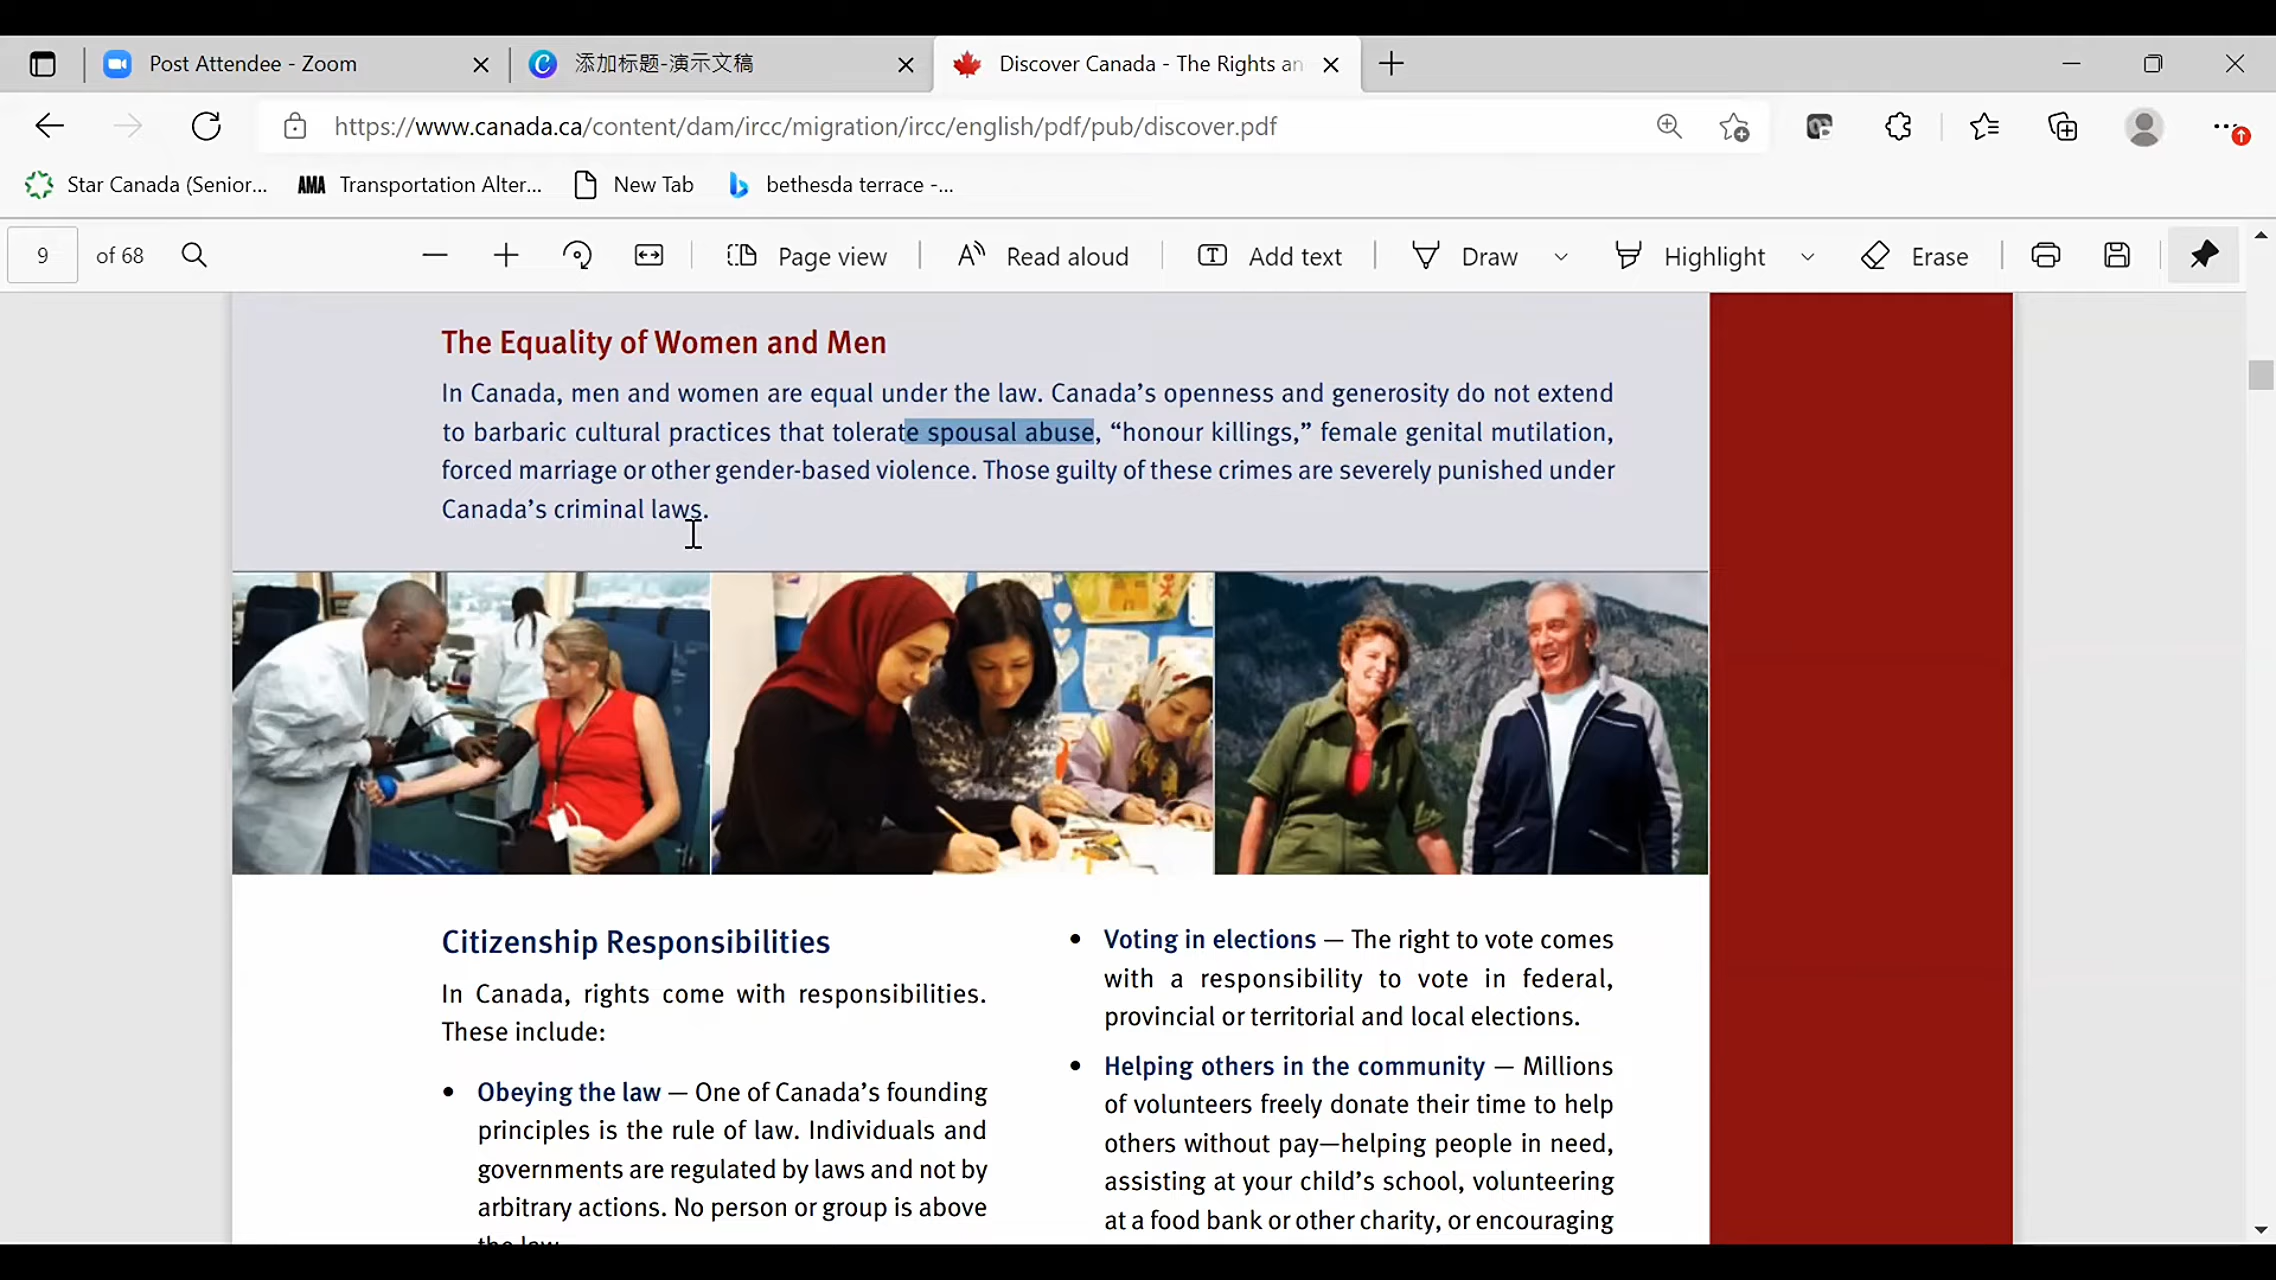 Post Attendee - Zoom
添加标题-演示文稿
Discover Canada - The Rights an
https://www.canada.ca/content/dam/ircc/migration/ircc/english/pdf/pub/discover.pdf
Star Canada (Senior...
AMA Transportation Alter...
New Tab
bethesda terrace -...
9 of 68
Page view
Read aloud
Add text
Draw
Highlight
Erase
The Equality of Women and Men
In Canada, men and women are equal under the law. Canada’s openness and generosity do not extend
to barbaric cultural practices that tolerate spousal abuse, “honour killings,” female genital mutilation,
forced marriage or other gender-based violence. Those guilty of these crimes are severely punished under
Canada’s criminal laws.
Citizenship Responsibilities
In Canada, rights come with responsibilities.
These include:
• Obeying the law — One of Canada’s founding
principles is the rule of law. Individuals and
governments are regulated by laws and not by
arbitrary actions. No person or group is above
the law.
• Voting in elections — The right to vote comes
with a responsibility to vote in federal,
provincial or territorial and local elections.
• Helping others in the community — Millions
of volunteers freely donate their time to help
others without pay—helping people in need,
assisting at your child’s school, volunteering
at a food bank or other charity, or encouraging